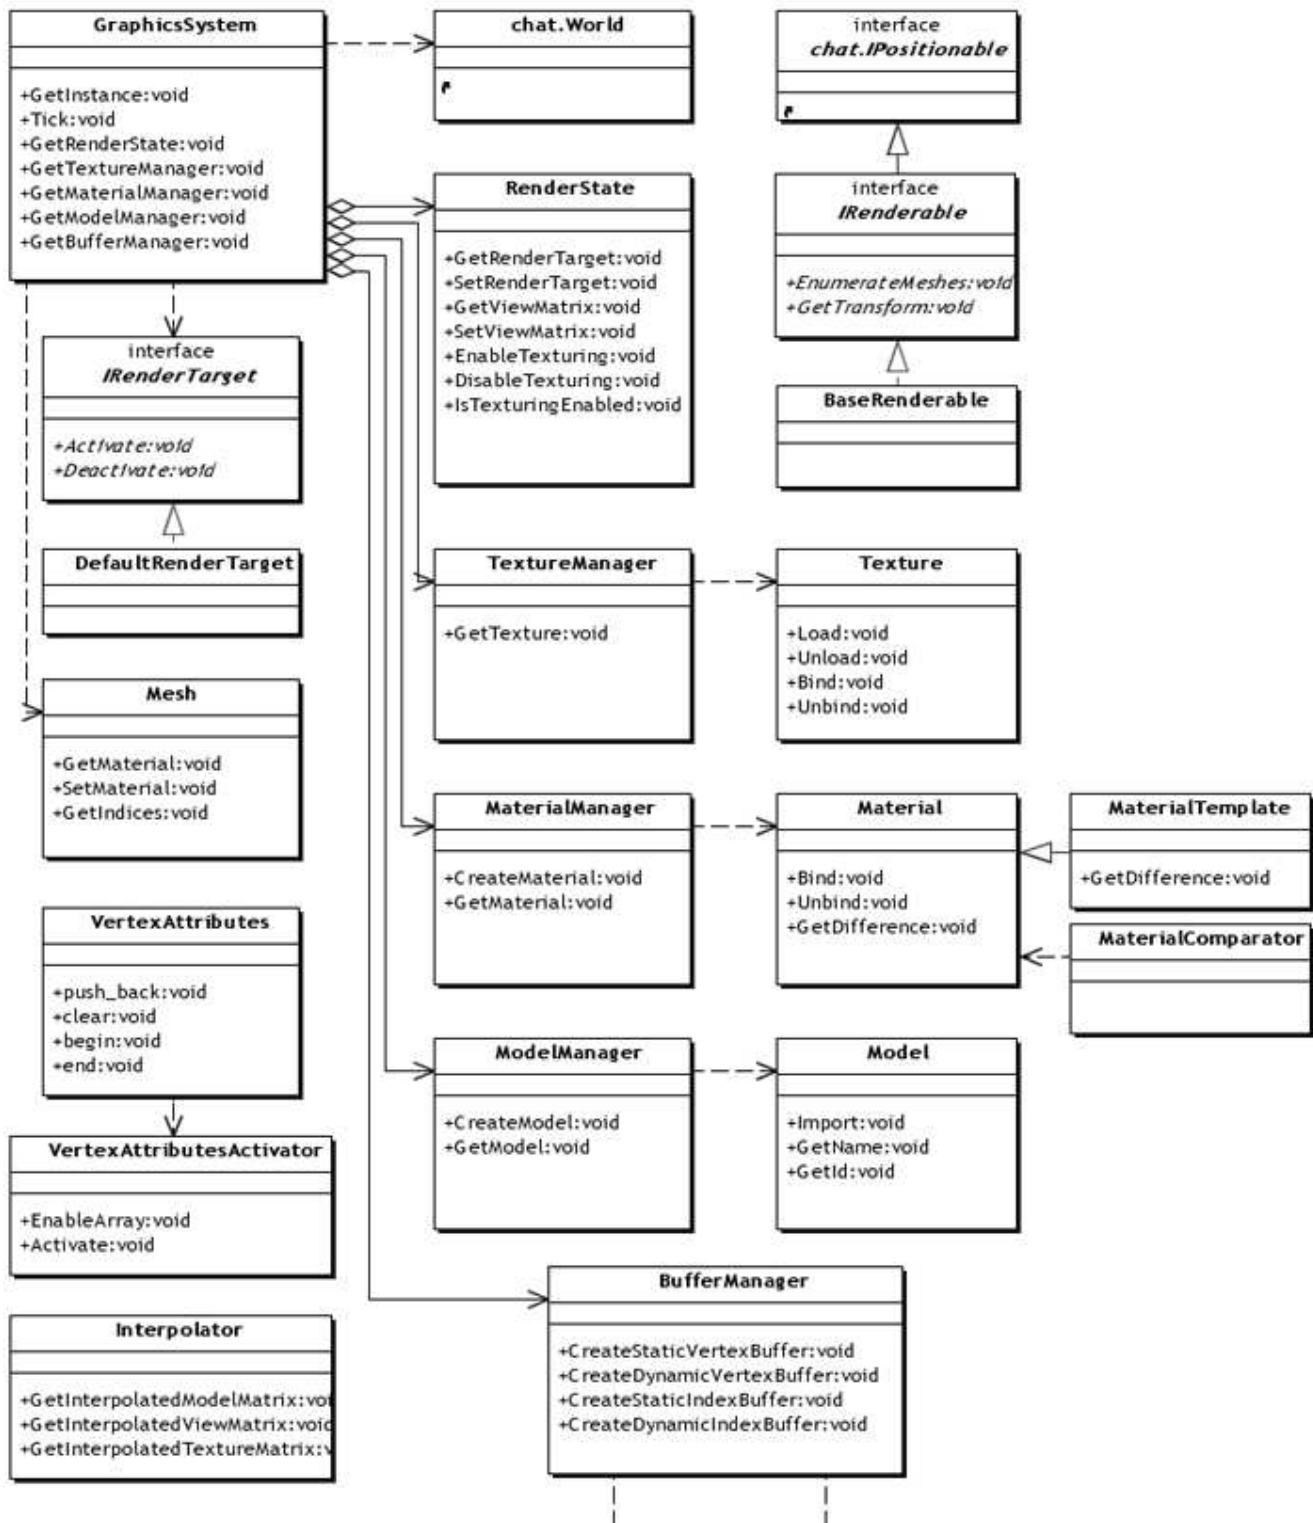 GraphicsSystem
+GetInstance:void
+Tick:void
+GetRenderState:void
+GetTextureManager:void
+GetMaterialManager:void
+GetModelManager:void
+GetBufferManager:void
chat.World
interface
chat.IPositionable
RenderState
+GetRenderTarget:void
+SetRenderTarget:void
+GetViewMatrix:void
+SetViewMatrix:void
+EnableTexturing:void
+DisableTexturing:void
+IsTexturingEnabled:void
interface
IRenderable
+EnumerateMeshes:void
+GetTransform:void
interface
IRenderTarget
+Activate:void
+Deactivate:void
BaseRenderable
DefaultRenderTarget
TextureManager
+GetTexture:void
Texture
+Load:void
+Unload:void
+Bind:void
+Unbind:void
Mesh
+GetMaterial:void
+SetMaterial:void
+GetIndices:void
MaterialManager
+CreateMaterial:void
+GetMaterial:void
Material
+Bind:void
+Unbind:void
+GetDifference:void
MaterialTemplate
+GetDifference:void
MaterialComparator
VertexAttributes
+push_back:void
+clear:void
+begin:void
+end:void
ModelManager
+CreateModel:void
+GetModel:void
Model
+Import:void
+GetName:void
+GetId:void
VertexAttributesActivator
+EnableArray:void
+Activate:void
BufferManager
+CreateStaticVertexBuffer:void
+CreateDynamicVertexBuffer:void
+CreateStaticIndexBuffer:void
+CreateDynamicIndexBuffer:void
Interpolator
+GetInterpolatedModelMatrix:voi
+GetInterpolatedViewMatrix:void
+GetInterpolatedTextureMatrix:v